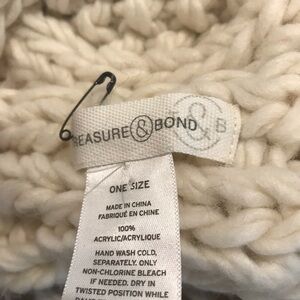 REASURE & BOND
& B
ONE SIZE
MADE IN CHINA
FABRIQUÉ EN CHINE
100%
ACRYLIC/ACRYLIQUE
HAND WASH COLD,
SEPARATELY. ONLY
NON-CHLORINE BLEACH
IF NEEDED. DRY IN
TWISTED POSITION WHILE